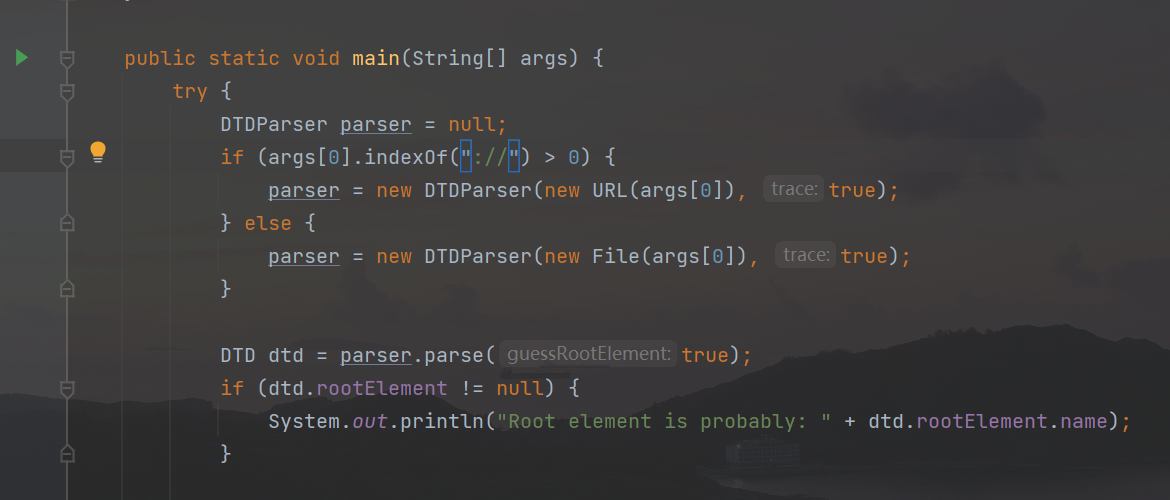 public static void main(String[] args) {
try {
DTDParser parser = null;
if (args[0].indexOf("://") > 0) {
parser = new DTDParser(new URL(args[0]), trace: true);
} else {
parser = new DTDParser(new File(args[0]), trace: true);
}
DTD dtd = parser.parse( guessRootElement: true);
if (dtd.rootElement != null) {
System.out.println("Root element is probably: " + dtd.rootElement.name);
}